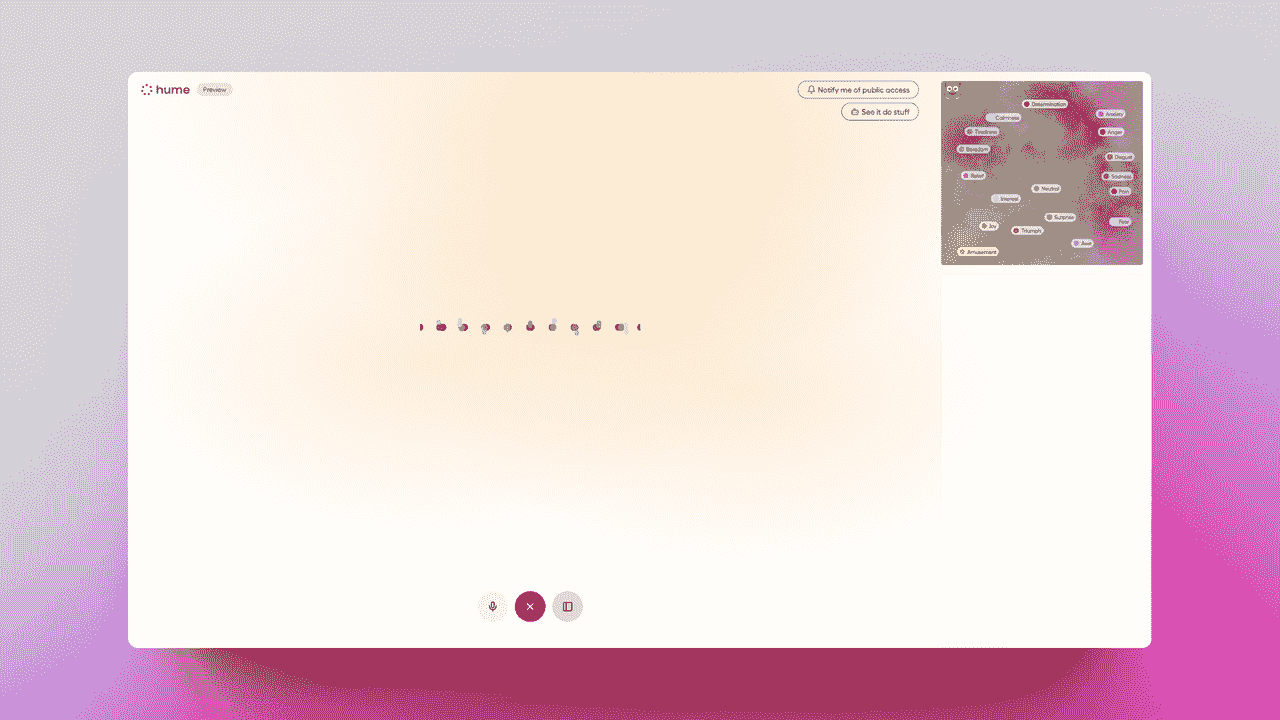 hume
Preview
Notify me of public access
See it do stuff
Determination
Calmness
Anxiety
Tiredness
Anger
Boredom
Disgust
Relief
Sadness
Neutral
Pain
Interest
Surprise
Fear
Joy
Triumph
Awe
Amusement